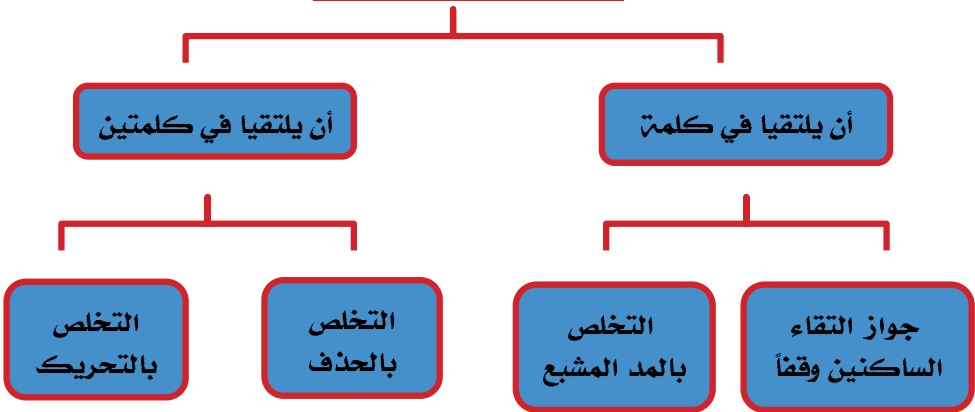 أن يلتقيا في كلمة
أن يلتقيا في كلمتين
جواز التقاء
الساكنين وقفاً
التخلص
بالمد المشبع
التخلص
بالحذف
التخلص
بالتحريك